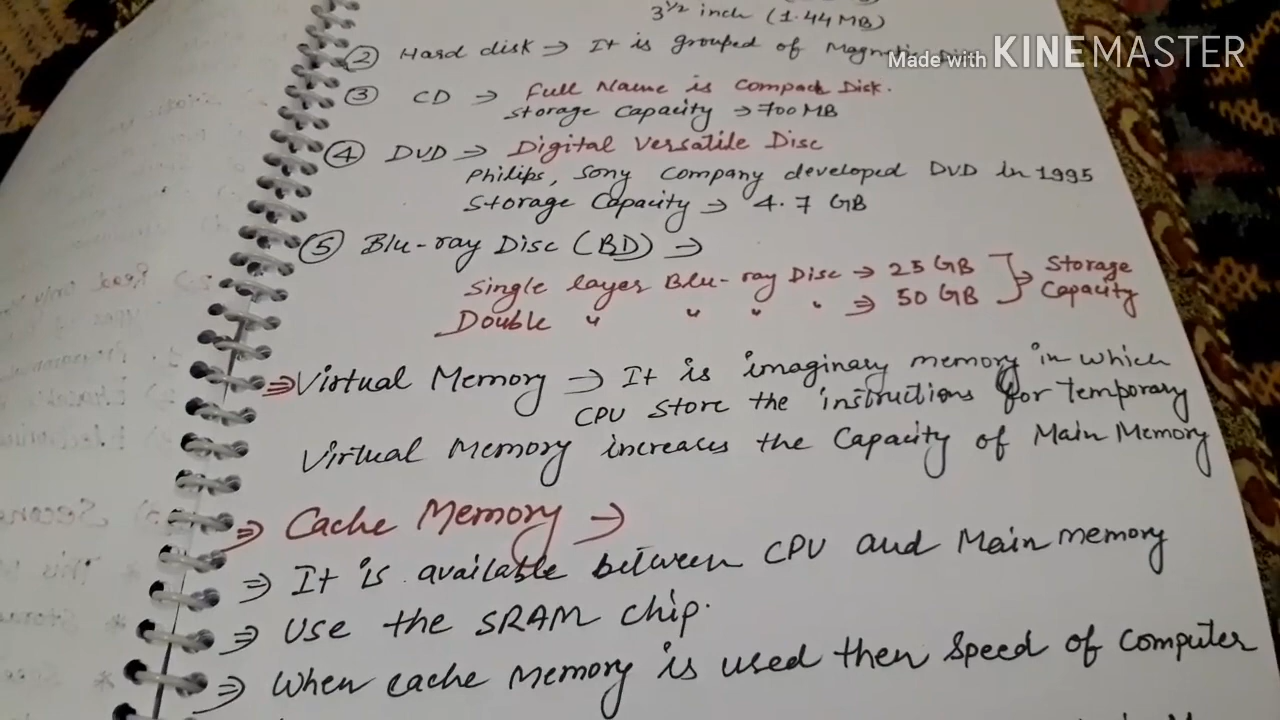 3 1/2 inch (1.44 MB)
② Hard disk → It is grouped of Magnetic
Made with KINEMASTER
③ CD → Full Name is Compack Disk.
Storage Capacity → 700 MB
④ DVD → Digital Versatile Disc
Philips, Sony Company developed DVD in 1995
Storage Capacity → 4.7 GB
⑤ Blu-ray Disc (BD) ⇒
Single layer Blu-ray Disc → 25 GB
Double " " " " ⇒ 50 GB
Storage
Capacity
⇒ Virtual Memory → It is imaginary memory in which
CPU store the instructions for temporary
Virtual Memory increases the Capacity of Main Memory
⇒ Cache Memory →
⇒ It is available between CPU and Main memory
⇒ Use the SRAM chip.
⇒ When cache Memory is used then speed of computer